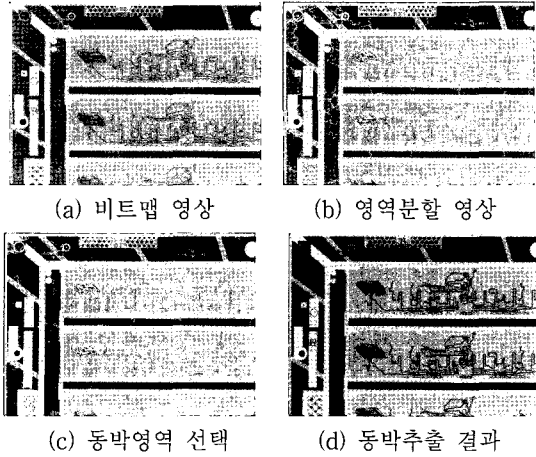 (a) 비트맵 영상
(b) 영역분할 영상
(c) 동박영역 선택
(d) 동박추출 결과